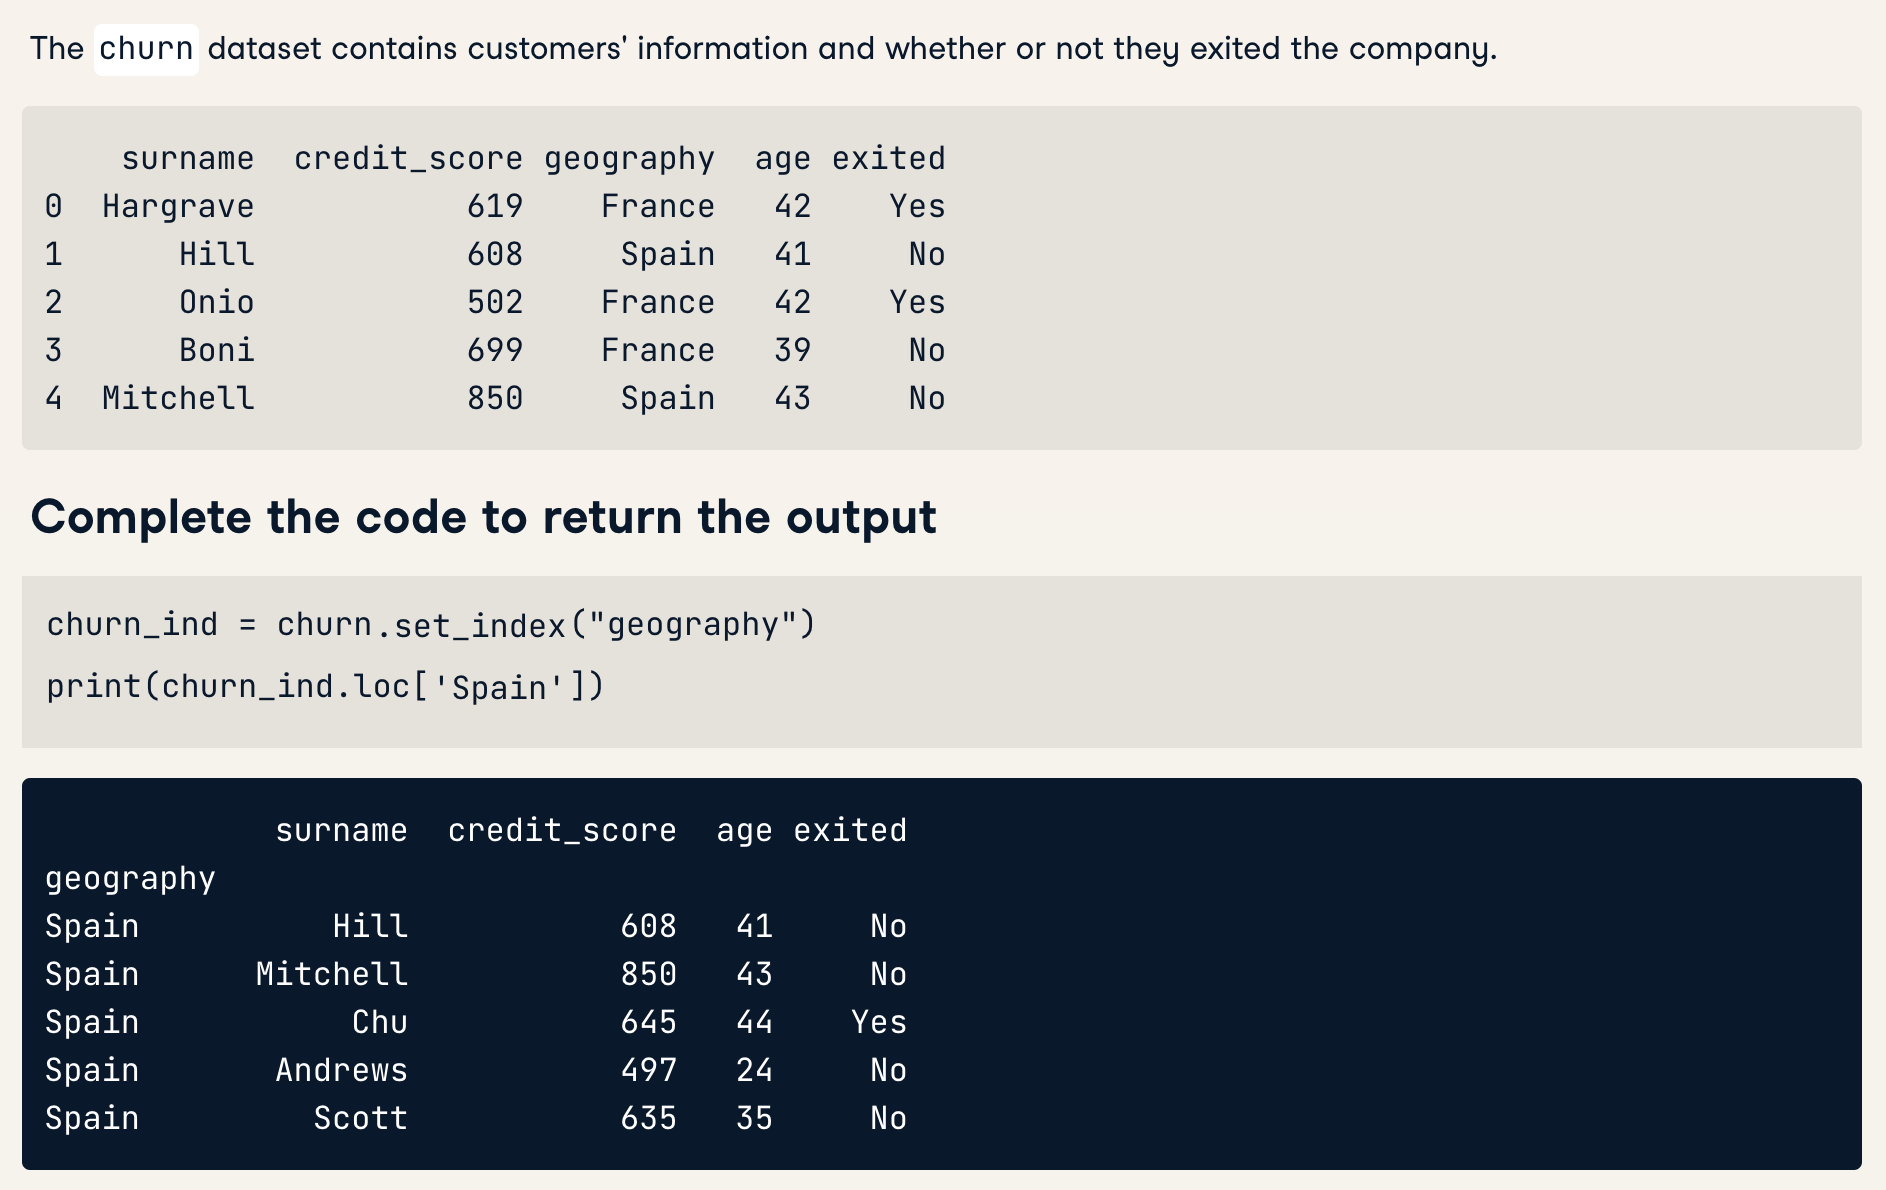 The churn dataset contains customers' information and whether or not they exited the company.
surname credit_score geography age exited
0 Hargrave 619 France 42 Yes
1 Hill 608 Spain 41 No
2 Onio 502 France 42 Yes
3 Boni 699 France 39 No
4 Mitchell 850 Spain 43 No
Complete the code to return the output
churn_ind = churn.set_index("geography")
print(churn_ind.loc['Spain'])
surname credit_score age exited
geography
Spain Hill 608 41 No
Spain Mitchell 850 43 No
Spain Chu 645 44 Yes
Spain Andrews 497 24 No
Spain Scott 635 35 No